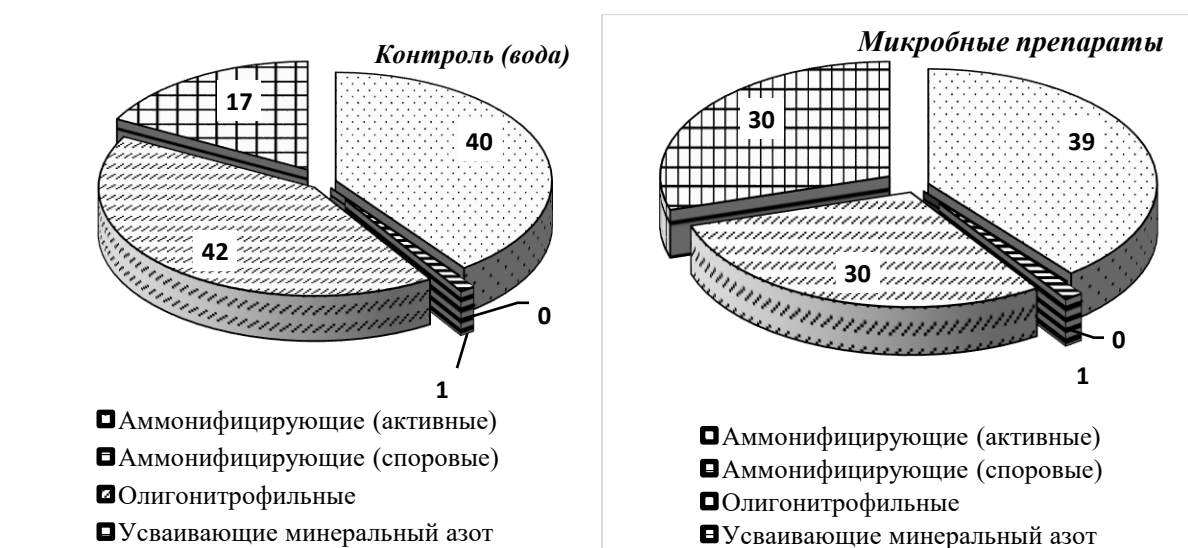 Контроль (вода)
17
40
42
0
1
Аммонифицирующие (активные)
Аммонифицирующие (споровые)
Олигонитрофильные
Усваивающие минеральный азот
Микробные препараты
30
39
30
0
1
Аммонифицирующие (активные)
Аммонифицирующие (споровые)
Олигонитрофильные
Усваивающие минеральный азот